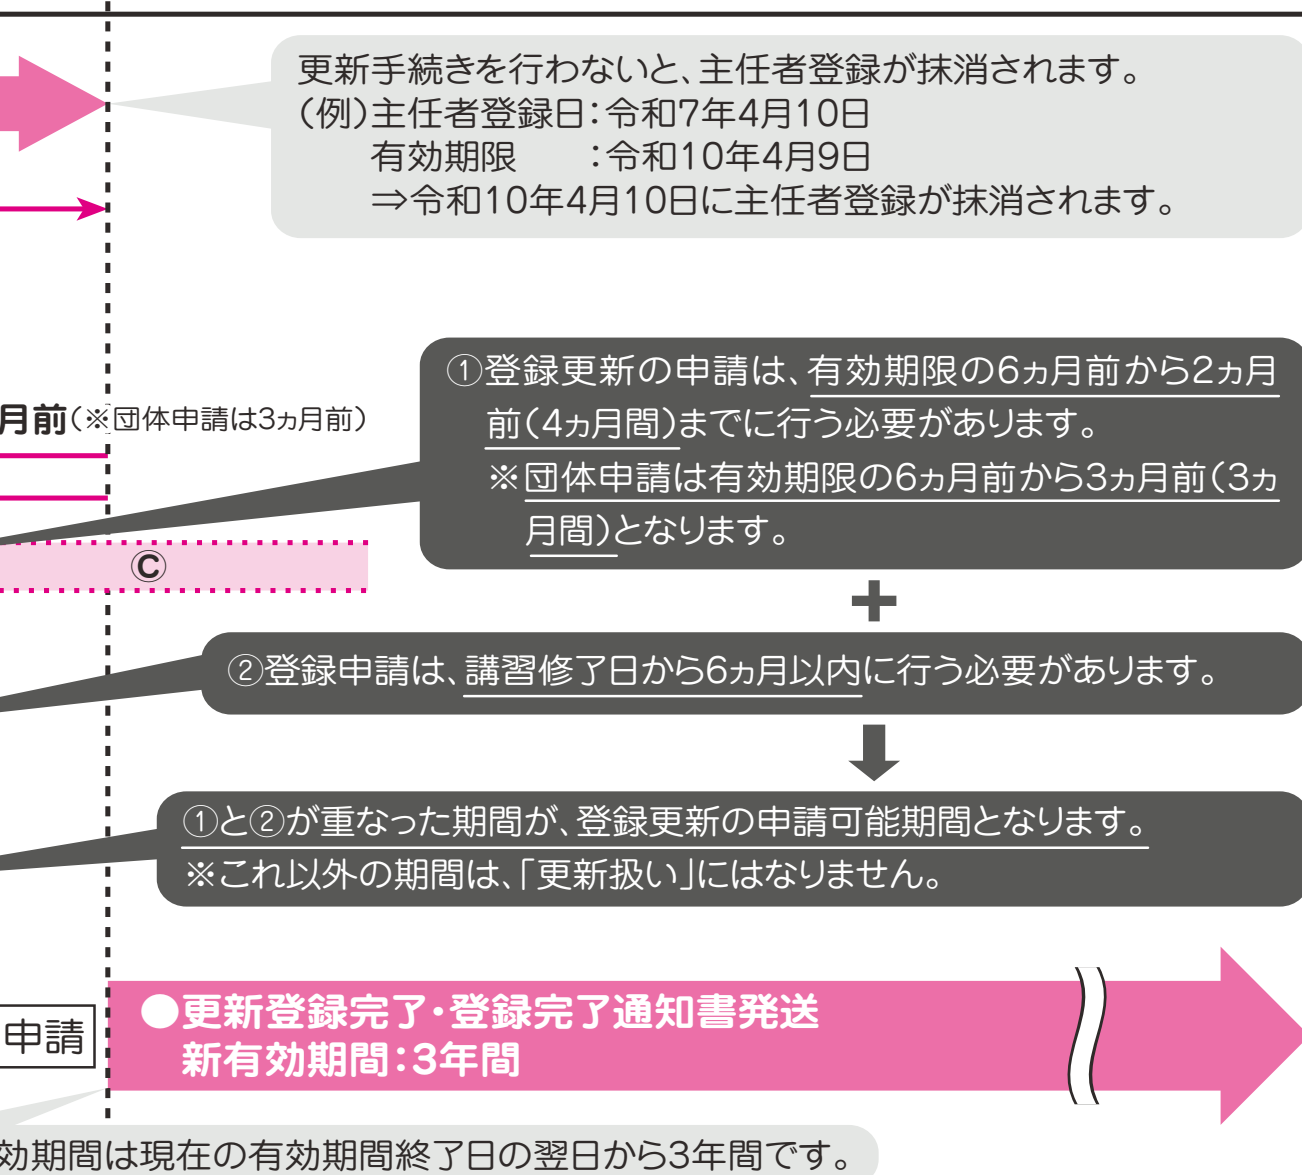 更新手続きを行わないと、主任者登録が抹消されます。
（例）主任者登録日：令和7年4月10日
有効期限　　：令和10年4月9日
⇒令和10年4月10日に主任者登録が抹消されます。
①登録更新の申請は、有効期限の6ヵ月前から2ヵ月
前（4ヵ月間）までに行う必要があります。
月前（※団体申請は3ヵ月前）
※団体申請は有効期限の6ヵ月前から3ヵ月前（3ヵ
月間）となります。
Ⓒ
+
②登録申請は、講習修了日から6ヵ月以内に行う必要があります。
①と②が重なった期間が、登録更新の申請可能期間となります。
※これ以外の期間は、「更新扱い」にはなりません。
●更新登録完了・登録完了通知書発送
申請
新有効期間：3年間
効期間は現在の有効期間終了日の翌日から3年間です。